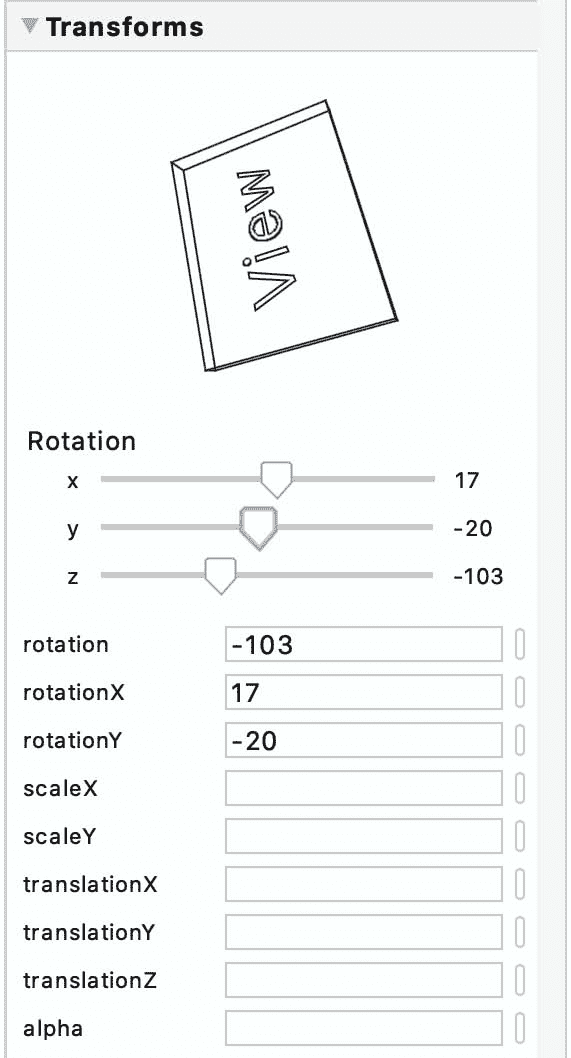 Transforms
View
Rotation
x 17
y -20
z -103
rotation -103
rotationX 17
rotationY -20
scaleX
scaleY
translationX
translationY
translationZ
alpha